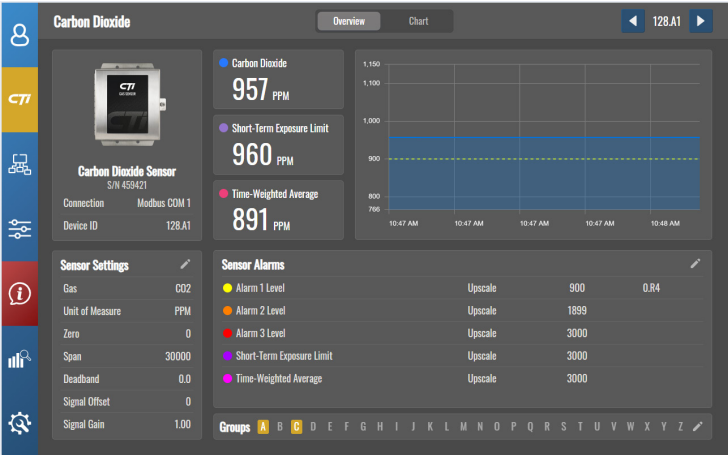 Carbon Dioxide
Overview
Chart
128.A1
CTI
CTI
GAS SENSOR
Carbon Dioxide Sensor
S/N 459421
Connection Modbus COM 1
Device ID 128.A1
Carbon Dioxide
957 PPM
Short-Term Exposure Limit
960 PPM
Time-Weighted Average
891 PPM
1,150
1,100
1,000
900
800
766
10:47 AM 10:47 AM 10:47 AM 10:47 AM 10:48 AM
Sensor Settings
Gas CO2
Unit of Measure PPM
Zero 0
Span 30000
Deadband 0.0
Signal Offset 0
Signal Gain 1.00
Sensor Alarms
Alarm 1 Level Upscale 900 0.R4
Alarm 2 Level Upscale 1899
Alarm 3 Level Upscale 3000
Short-Term Exposure Limit Upscale 3000
Time-Weighted Average Upscale 3000
Groups A B C D E F G H I J K L M N O P Q R S T U V W X Y Z